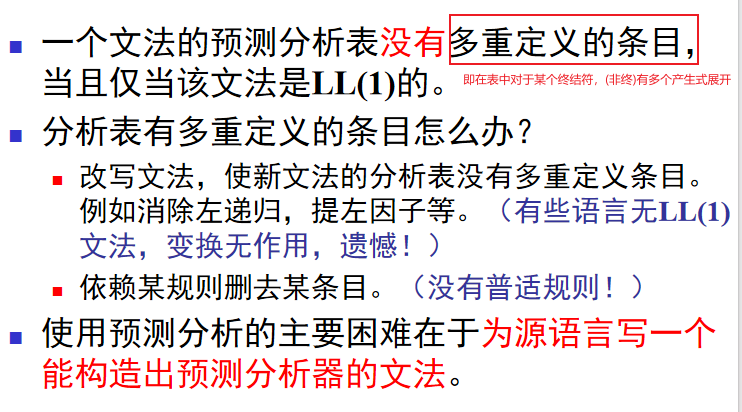 一个文法的预测分析表没有多重定义的条目，
当且仅当该文法是LL(1)的。
即在表中对于某个终结符，(非终)有多个产生式展开
分析表有多重定义的条目怎么办？
改写文法，使新文法的分析表没有多重定义条目。
例如消除左递归，提左因子等。（有些语言无LL(1)
文法，变换无作用，遗憾！）
依赖某规则删去某条目。（没有普适规则！）
使用预测分析的主要困难在于为源语言写一个
能构造出预测分析器的文法。